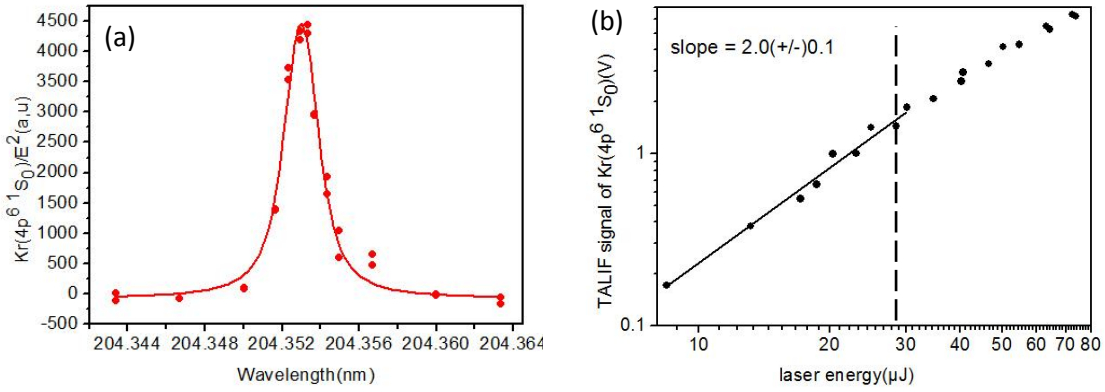 (a)
4500
4000
3500
3000
2500
2000
1500
1000
500
0
-500
Kr(4p⁶ ¹S₀)/E²(a,u)
204.344 204.348 204.352 204.356 204.360 204.364
Wavelength(nm)
(b)
slope = 2.0(+/-)0.1
1
0.1
TALIF signal of Kr(4p⁶ ¹S₀)(V)
10 20 30 40 50 60 70 80
laser energy(µJ)